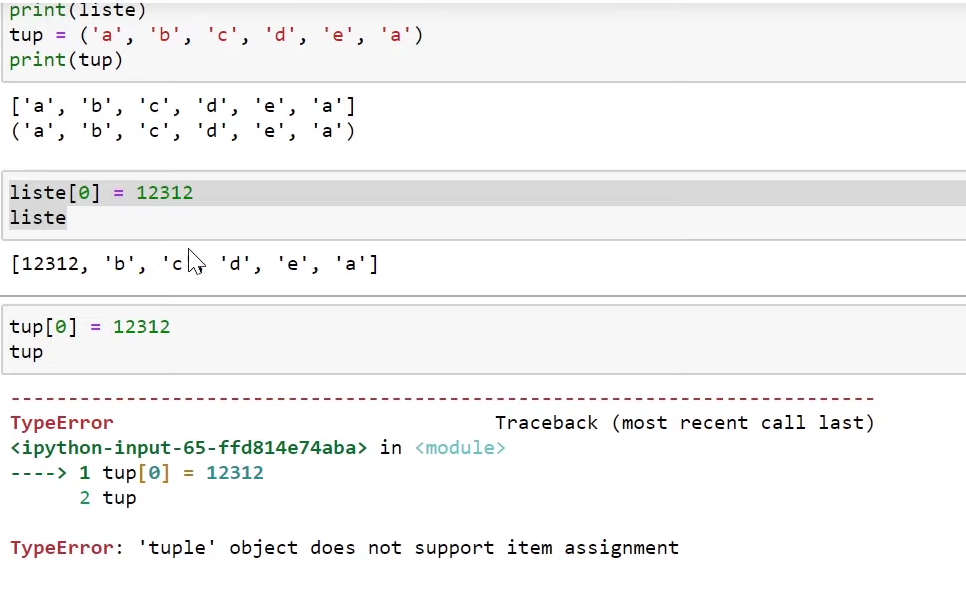 print(liste)
tup = ('a', 'b', 'c', 'd', 'e', 'a')
print(tup)
['a', 'b', 'c', 'd', 'e', 'a']
('a', 'b', 'c', 'd', 'e', 'a')
liste[0] = 12312
liste
[12312, 'b', 'c 'd', 'e', 'a']
tup[0] = 12312
tup
---------------------------------------------------------------------------
TypeError                                 Traceback (most recent call last)
<ipython-input-65-ffd814e74aba> in <module>
----> 1 tup[0] = 12312
      2 tup
TypeError: 'tuple' object does not support item assignment